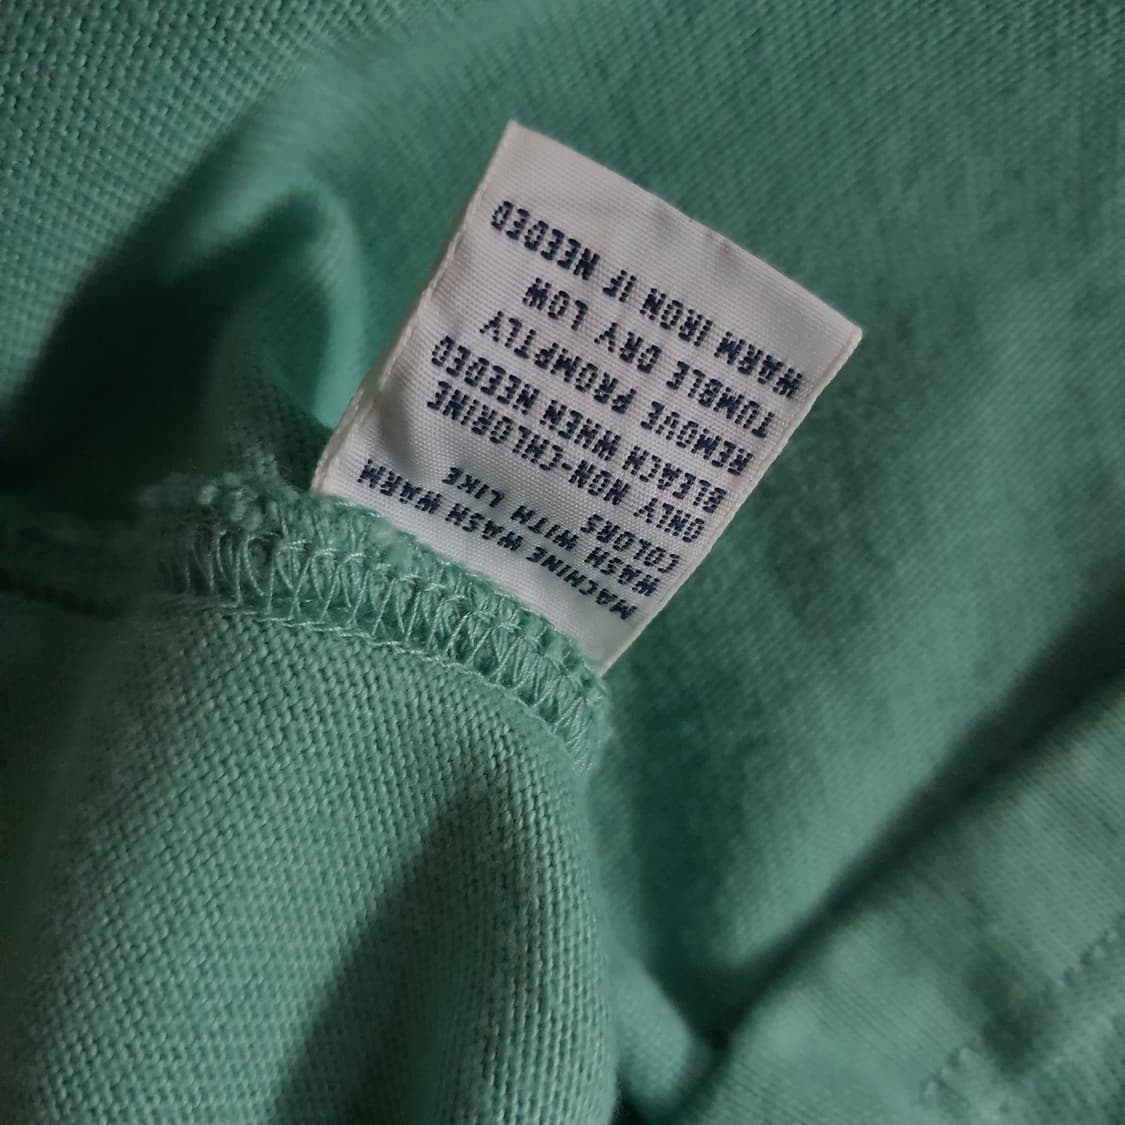 MACHINE WASH WARM
WASH WITH LIKE
COLORS
ONLY NON-CHLORINE
BLEACH WHEN NEEDED
REMOVE PROMPTLY
TUMBLE DRY LOW
WARM IRON IF NEEDED